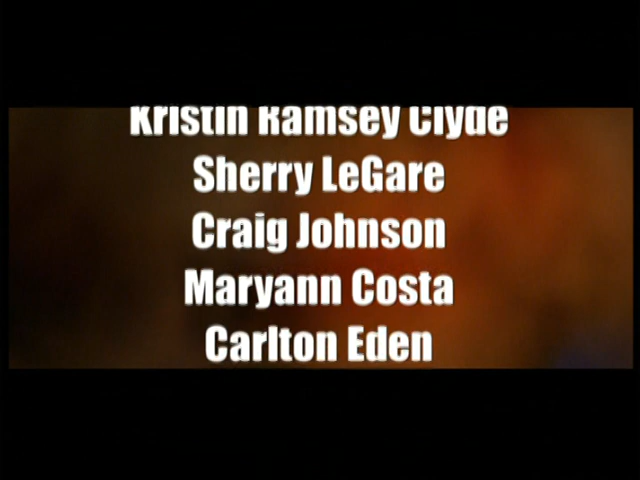 Kristin Ramsey Clyde
Sherry LeGare
Craig Johnson
Maryann Costa
Carlton Eden